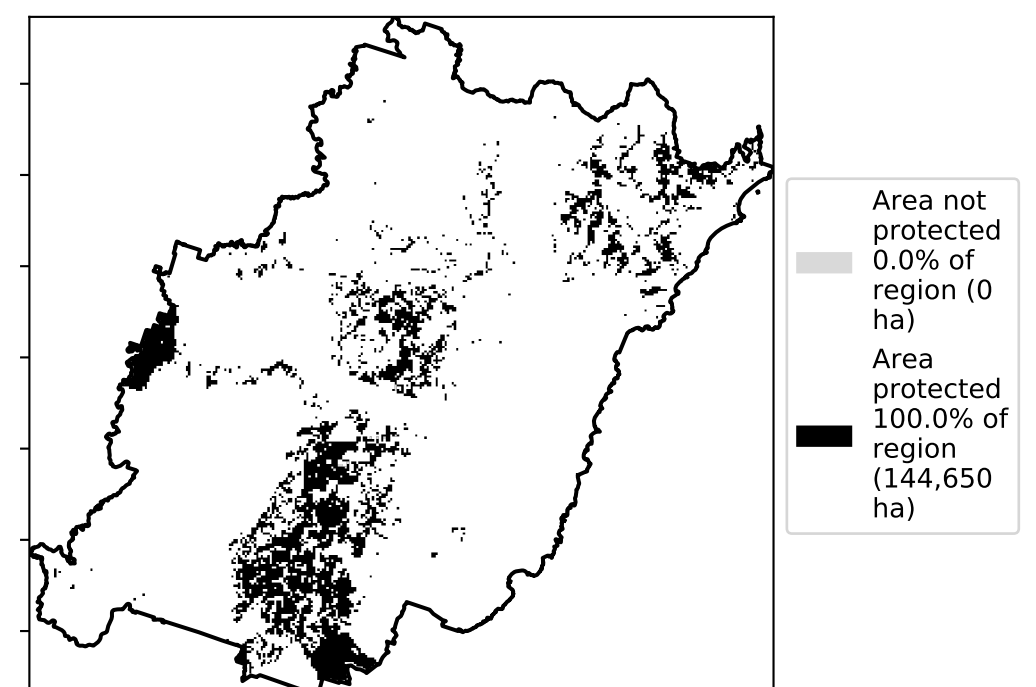 Area not
protected
0.0% of
region (0
ha)
Area
protected
100.0% of
region
(144,650
ha)